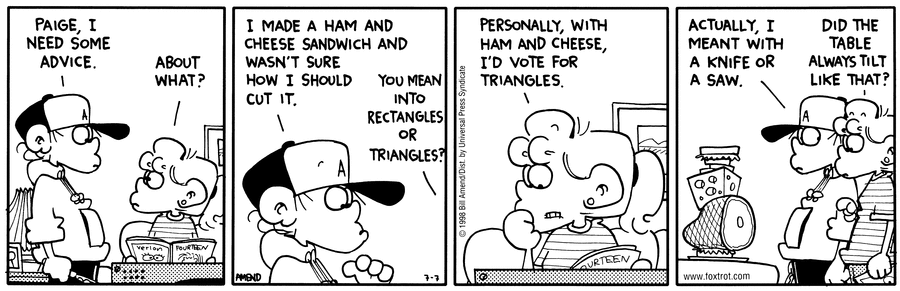 PAIGE, I
NEED SOME
ADVICE.
ABOUT
WHAT?
A
Verion
FOURTEEN
I MADE A HAM AND
CHEESE SANDWICH AND
WASN'T SURE
HOW I SHOULD
CUT IT.
YOU MEAN
INTO
RECTANGLES
OR
TRIANGLES?
A
AMEND
7-7
© 1998 Bill Amend/Dist. by Universal Press Syndicate
PERSONALLY, WITH
HAM AND CHEESE,
I'D VOTE FOR
TRIANGLES.
OURTEEN
ACTUALLY, I
MEANT WITH
A KNIFE OR
A SAW.
DID THE
TABLE
ALWAYS TILT
LIKE THAT?
A
www.foxtrot.com